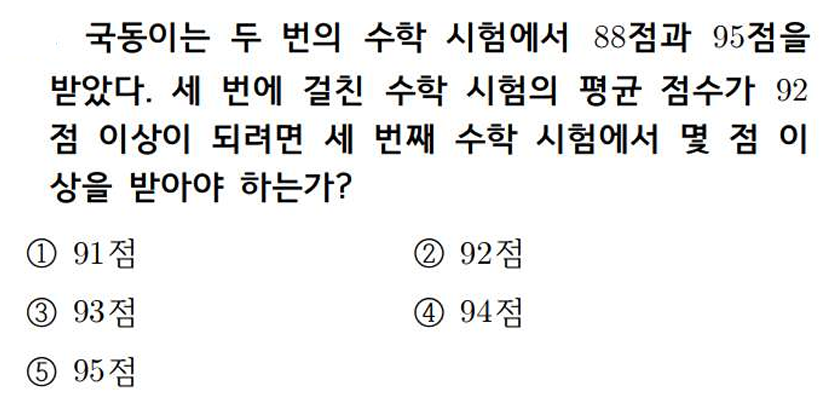 국동이는 두 번의 수학 시험에서 88점과 95점을
받았다. 세 번에 걸친 수학 시험의 평균 점수가 92
점 이상이 되려면 세 번째 수학 시험에서 몇 점 이
상을 받아야 하는가?
① 91점 ② 92점
③ 93점 ④ 94점
⑤ 95점